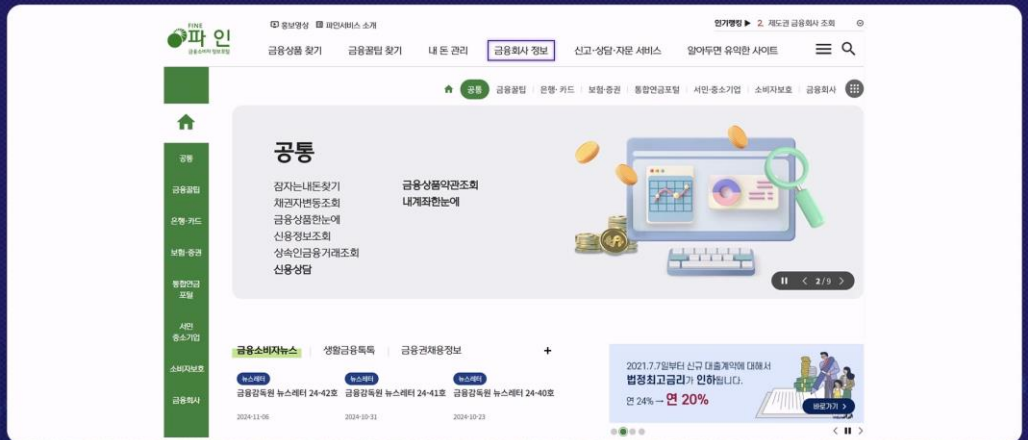 FINE
파인
금융소비자 정보포털
홍보영상 파인서비스 소개
인기랭킹 ▶ 2. 제도권 금융회사 조회
금융상품 찾기 금융꿀팁 찾기 내 돈 관리 금융회사 정보 신고·상담·자문 서비스 알아두면 유익한 사이트
공통 금융꿀팁 은행·카드 보험·증권 통합연금포털 서민·중소기업 소비자보호 금융회사
공통
금융꿀팁
은행·카드
보험·증권
통합연금
포털
서민
중소기업
소비자보호
금융회사
공통
잠자는내돈찾기 금융상품약관조회
채권자변동조회 내계좌한눈에
금융상품한눈에
신용정보조회
상속인금융거래조회
신용상담
2/9
금융소비자뉴스 생활금융톡톡 금융권채용정보 +
뉴스레터 뉴스레터 뉴스레터
금융감독원 뉴스레터 24-42호 금융감독원 뉴스레터 24-41호 금융감독원 뉴스레터 24-40호
2024-11-06 2024-10-31 2024-10-23
2021.7.7일부터 신규 대출계약에 대해서
법정최고금리가 인하됩니다.
연 24% → 연 20%
바로가기 >